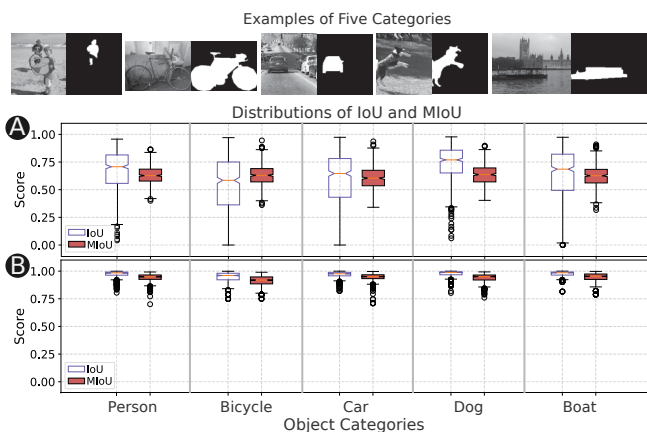 Examples of Five Categories
Distributions of IoU and MIoU
A
1.00
0.75
0.50
0.25
0.00
Score
IoU
MIoU
B
1.00
0.75
0.50
0.25
0.00
Score
IoU
MIoU
Person Bicycle Car Dog Boat
Object Categories